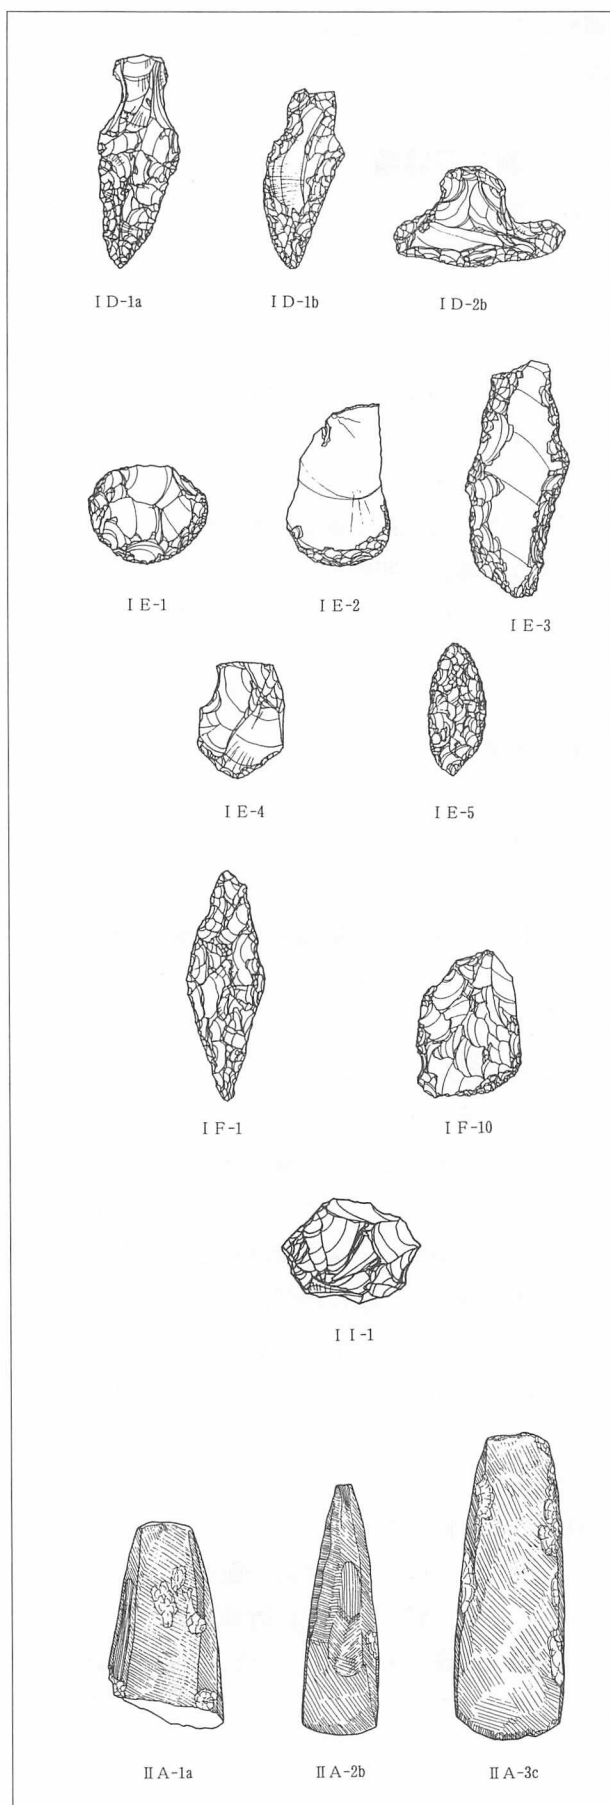 Ⅰ D-1a
Ⅰ D-1b
Ⅰ D-2b
Ⅰ E-1
Ⅰ E-2
Ⅰ E-3
Ⅰ E-4
Ⅰ E-5
Ⅰ F-1
Ⅰ F-10
Ⅰ Ⅰ-1
Ⅱ A-1a
Ⅱ A-2b
Ⅱ A-3c